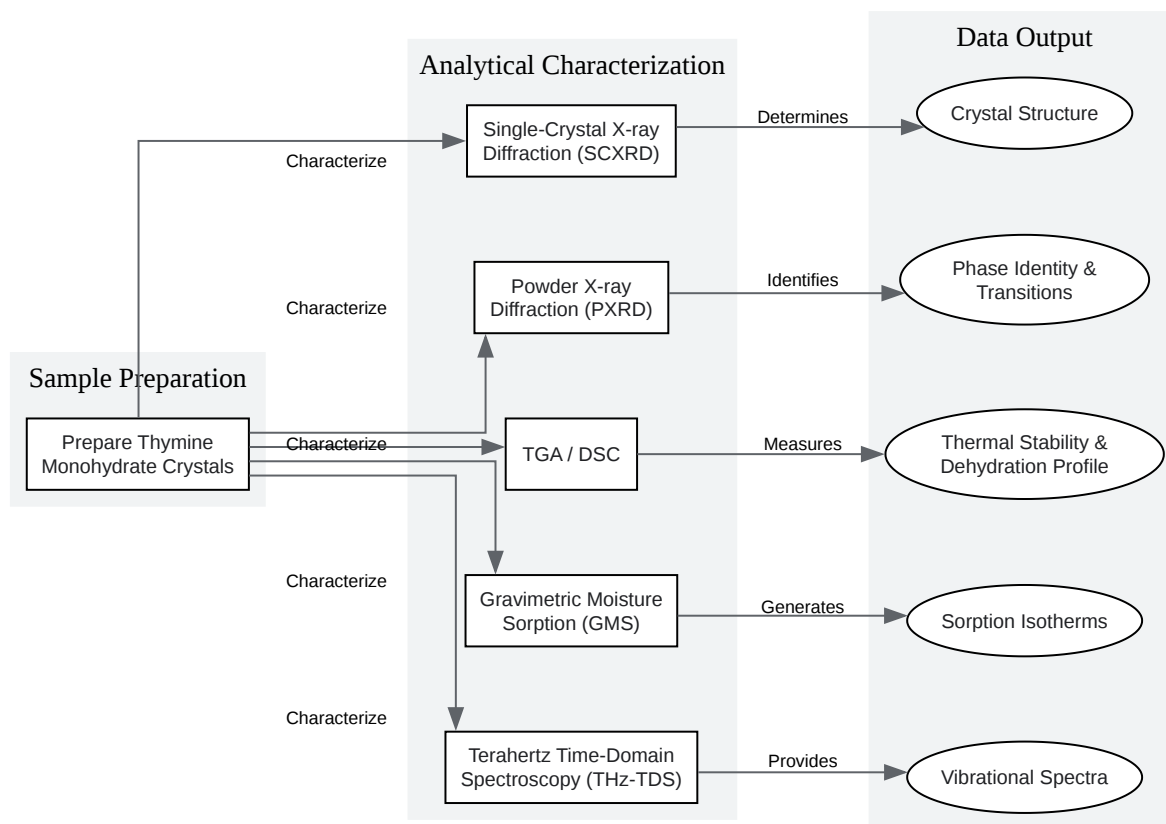 Data Output
Analytical Characterization
Crystal Structure
Determines
Single-Crystal X-ray
Diffraction (SCXRD)
Characterize
Phase Identity &
Transitions
Identifies
Powder X-ray
Diffraction (PXRD)
Characterize
Sample Preparation
Prepare Thymine
Monohydrate Crystals
Characterize
TGA / DSC
Measures
Thermal Stability &
Dehydration Profile
Characterize
Gravimetric Moisture
Sorption (GMS)
Generates
Sorption Isotherms
Characterize
Terahertz Time-Domain
Spectroscopy (THz-TDS)
Provides
Vibrational Spectra